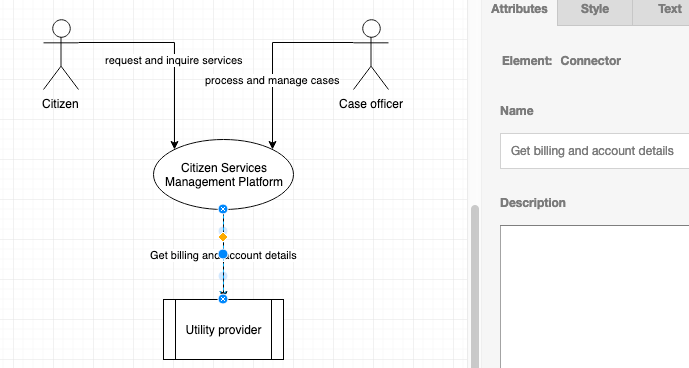 Attributes
Style
Text
Element: Connector
Name
Get billing and account details
Description
request and inquire services
process and manage cases
Citizen
Case officer
Citizen Services
Management Platform
Get billing and account details
Utility provider